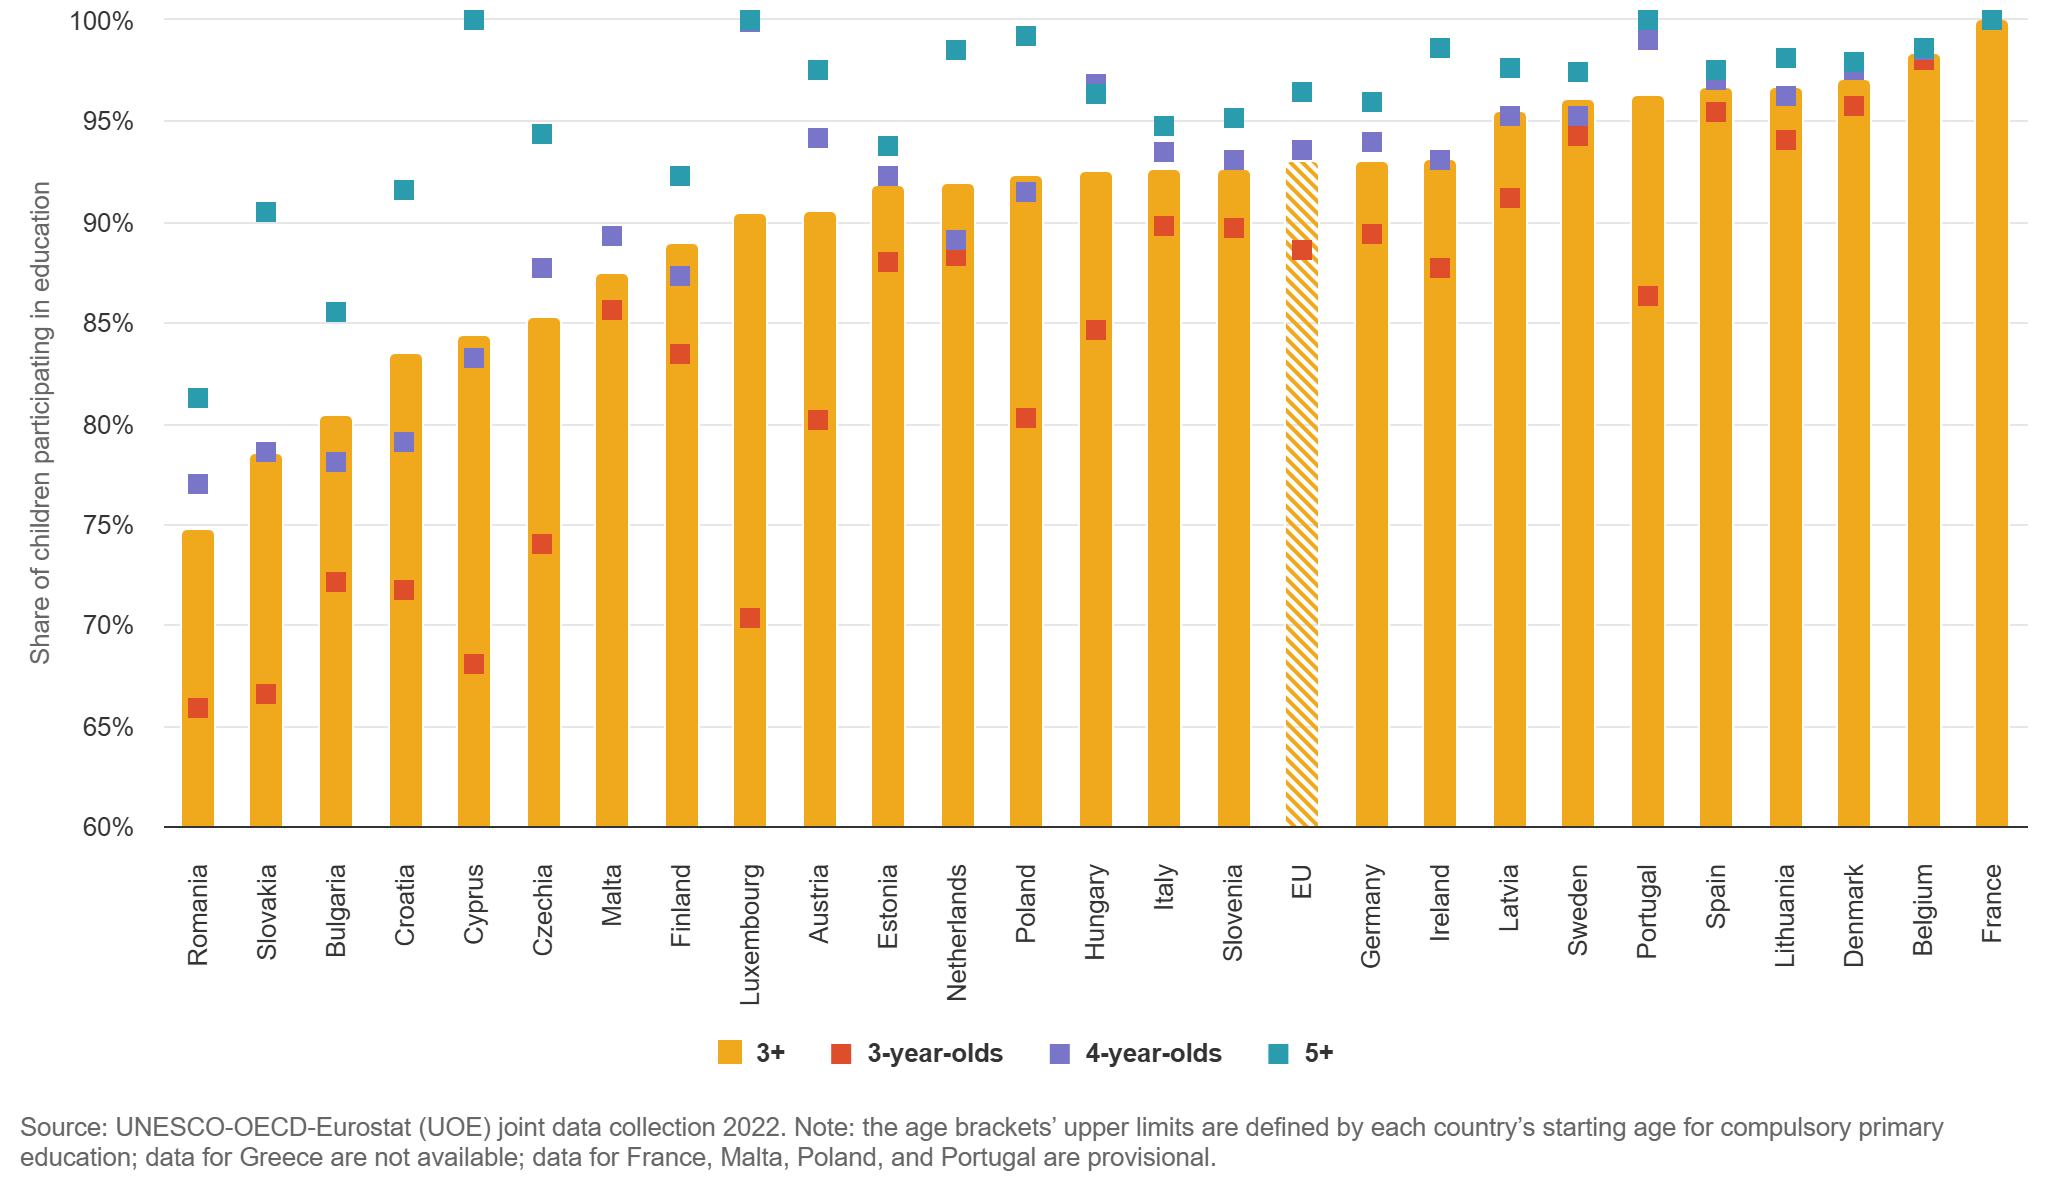 100%
95%
90%
85%
80%
75%
70%
65%
60%
Share of children participating in education
Romania
Slovakia
Bulgaria
Croatia
Cyprus
Czechia
Malta
Finland
Luxembourg
Austria
Estonia
Netherlands
Poland
Hungary
Italy
Slovenia
EU
Germany
Ireland
Latvia
Sweden
Portugal
Spain
Lithuania
Denmark
Belgium
France
3+ 3-year-olds 4-year-olds 5+
Source: UNESCO-OECD-Eurostat (UOE) joint data collection 2022. Note: the age brackets’ upper limits are defined by each country’s starting age for compulsory primary
education; data for Greece are not available; data for France, Malta, Poland, and Portugal are provisional.